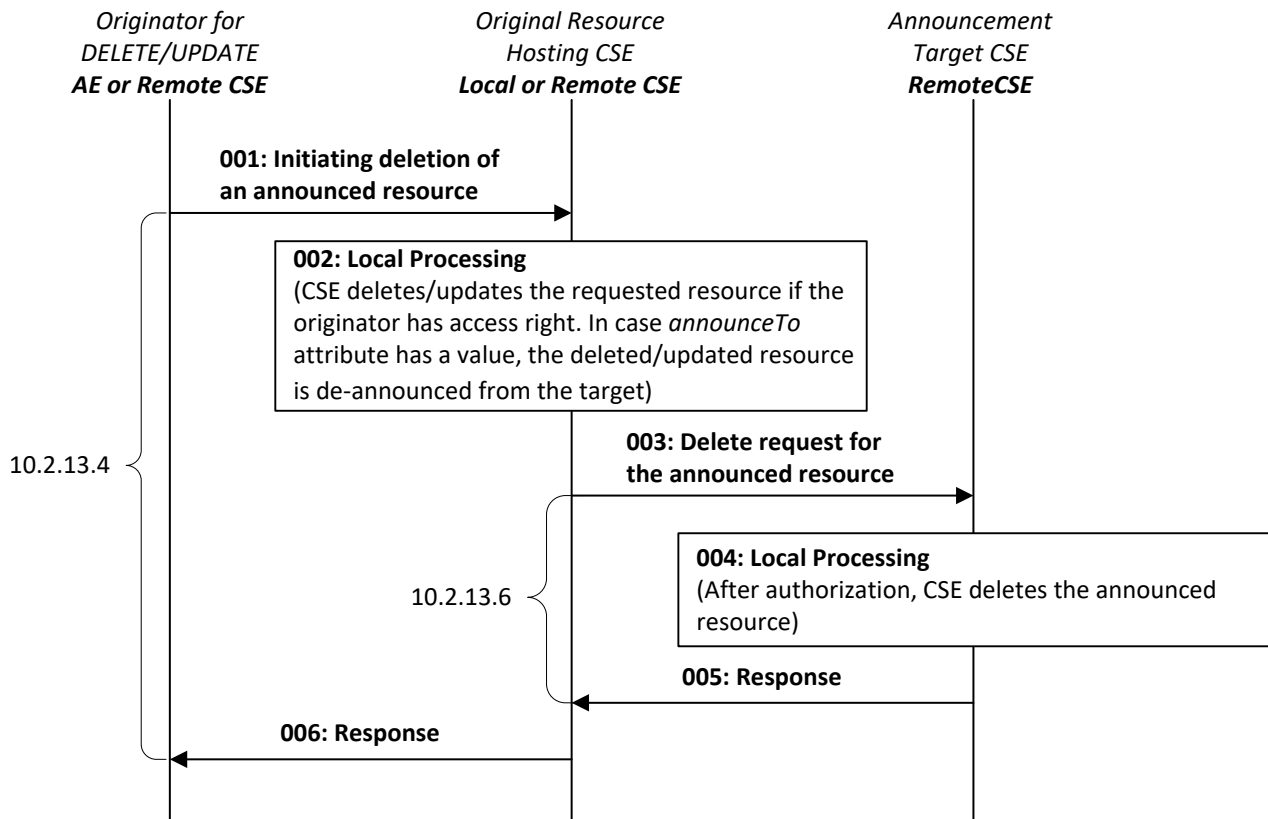 Originator for
DELETE/UPDATE
AE or Remote CSE
Original Resource
Hosting CSE
Local or Remote CSE
Announcement
Target CSE
RemoteCSE
001: Initiating deletion of
an announced resource
002: Local Processing
(CSE deletes/updates the requested resource if the
originator has access right. In case announceTo
attribute has a value, the deleted/updated resource
is de-announced from the target)
003: Delete request for
the announced resource
10.2.13.4
004: Local Processing
(After authorization, CSE deletes the announced
resource)
10.2.13.6
005: Response
006: Response